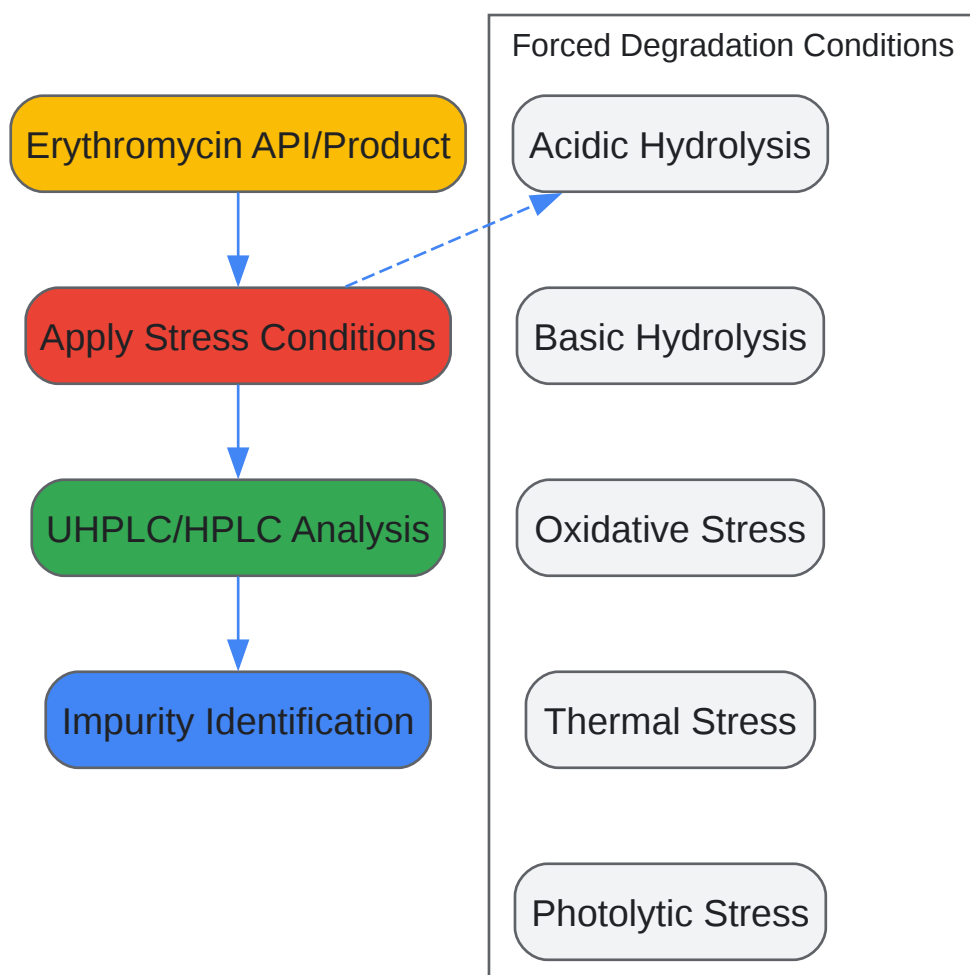 Forced Degradation Conditions
Erythromycin API/Product
Acidic Hydrolysis
Apply Stress Conditions
Basic Hydrolysis
UHPLC/HPLC Analysis
Oxidative Stress
Impurity Identification
Thermal Stress
Photolytic Stress